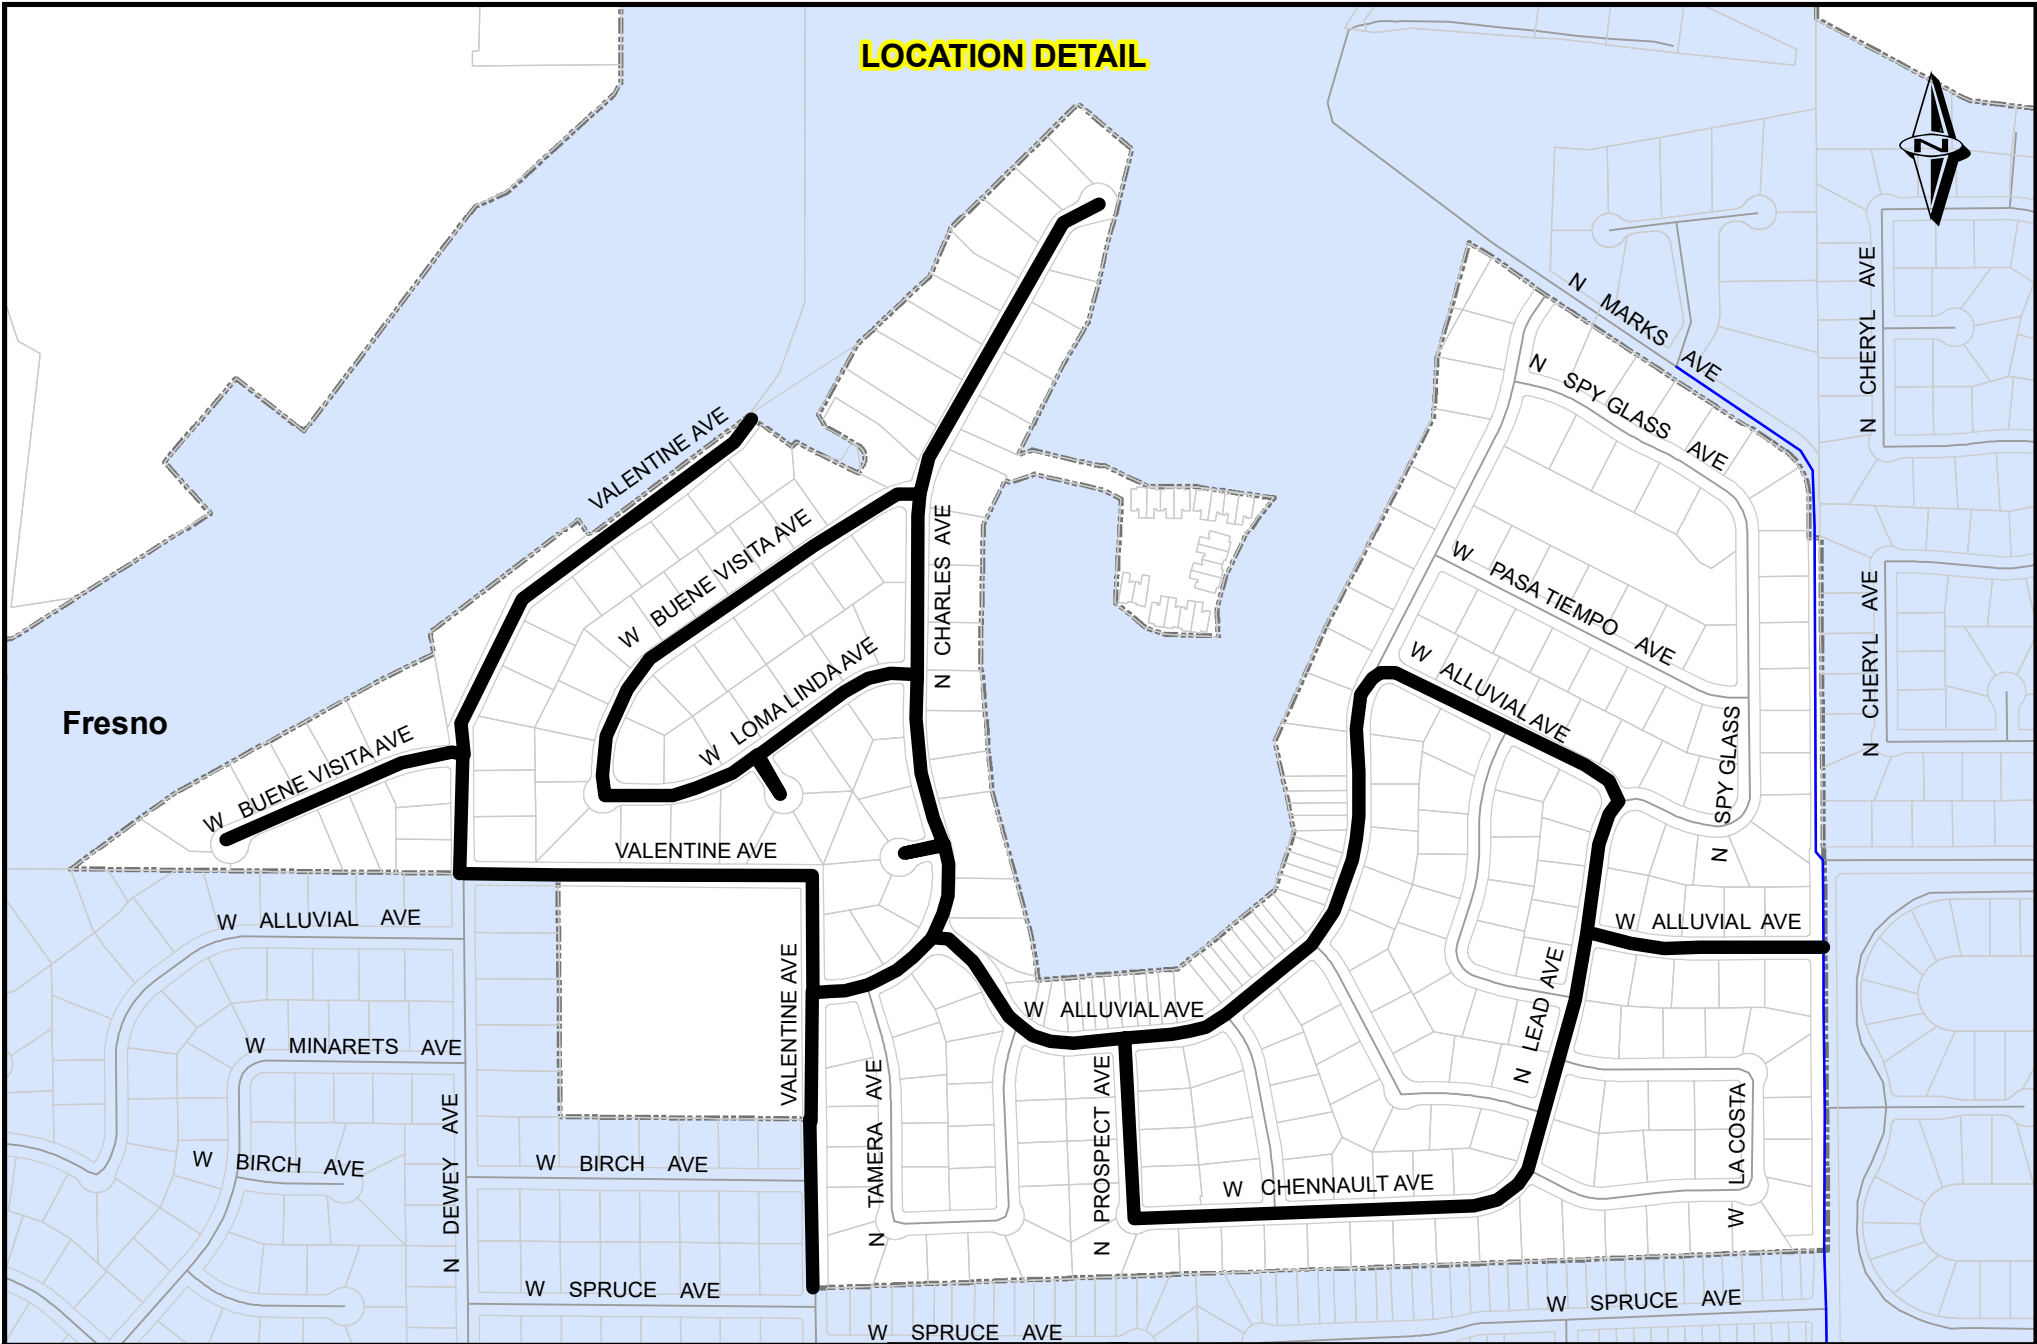 LOCATION DETAIL
N
N MARKS AVE
N CHERYL AVE
N SPY GLASS AVE
VALENTINE AVE
W BUENE VISITA AVE
N CHARLES AVE
W PASA TIEMPO AVE
N CHERYL AVE
W LOMA LINDA AVE
W ALLUVIAL AVE
Fresno
W BUENE VISITA AVE
N SPY GLASS
VALENTINE AVE
W ALLUVIAL AVE
W ALLUVIAL AVE
VALENTINE AVE
N LEAD AVE
W ALLUVIAL AVE
W MINARETS AVE
N TAMERA AVE
N PROSPECT AVE
W LA COSTA
N DEWEY AVE
W BIRCH AVE
W BIRCH AVE
W CHENNAULT AVE
W SPRUCE AVE
W SPRUCE AVE
W SPRUCE AVE